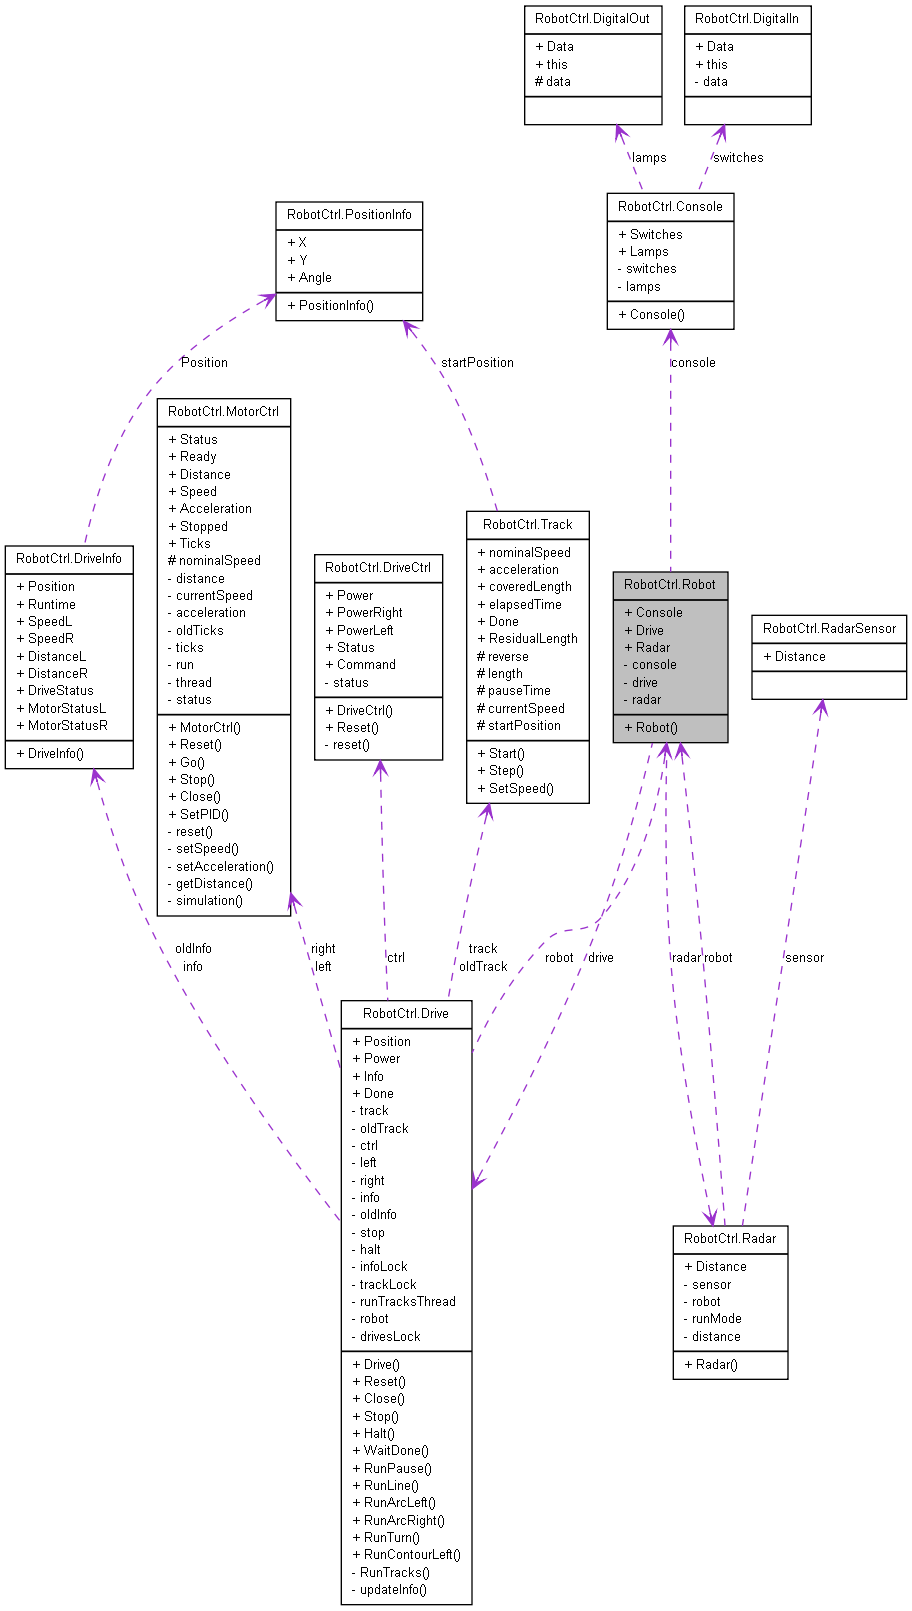 RobotCtrl.DigitalOut
+ Data
+ this
# data
RobotCtrl.DigitalIn
+ Data
+ this
- data
lamps
switches
RobotCtrl.Console
+ Switches
+ Lamps
- switches
- lamps
+ Console()
RobotCtrl.PositionInfo
+ X
+ Y
+ Angle
+ PositionInfo()
Position
startPosition
console
RobotCtrl.MotorCtrl
+ Status
+ Ready
+ Distance
+ Speed
+ Acceleration
+ Stopped
+ Ticks
# nominalSpeed
- distance
- currentSpeed
- acceleration
- oldTicks
- ticks
- run
- thread
- status
+ MotorCtrl()
+ Reset()
+ Go()
+ Stop()
+ Close()
+ SetPID()
- reset()
- setSpeed()
- setAcceleration()
- getDistance()
- simulation()
RobotCtrl.DriveInfo
+ Position
+ Runtime
+ SpeedL
+ SpeedR
+ DistanceL
+ DistanceR
+ DriveStatus
+ MotorStatusL
+ MotorStatusR
+ DriveInfo()
RobotCtrl.DriveCtrl
+ Power
+ PowerRight
+ PowerLeft
+ Status
+ Command
- status
+ DriveCtrl()
+ Reset()
- reset()
RobotCtrl.Track
+ nominalSpeed
+ acceleration
+ coveredLength
+ elapsedTime
+ Done
+ ResidualLength
# reverse
# length
# pauseTime
# currentSpeed
# startPosition
+ Start()
+ Step()
+ SetSpeed()
RobotCtrl.Robot
+ Console
+ Drive
+ Radar
- console
- drive
- radar
+ Robot()
RobotCtrl.RadarSensor
+ Distance
oldInfo
info
right
left
ctrl
track
oldTrack
robot
drive
radar
robot
sensor
RobotCtrl.Drive
+ Position
+ Power
+ Info
+ Done
- track
- oldTrack
- ctrl
- left
- right
- info
- oldInfo
- stop
- halt
- infoLock
- trackLock
- runTracksThread
- robot
- drivesLock
+ Drive()
+ Reset()
+ Close()
+ Stop()
+ Halt()
+ WaitDone()
+ RunPause()
+ RunLine()
+ RunArcLeft()
+ RunArcRight()
+ RunTurn()
+ RunContourLeft()
- RunTracks()
- updateInfo()
RobotCtrl.Radar
+ Distance
- sensor
- robot
- runMode
- distance
+ Radar()